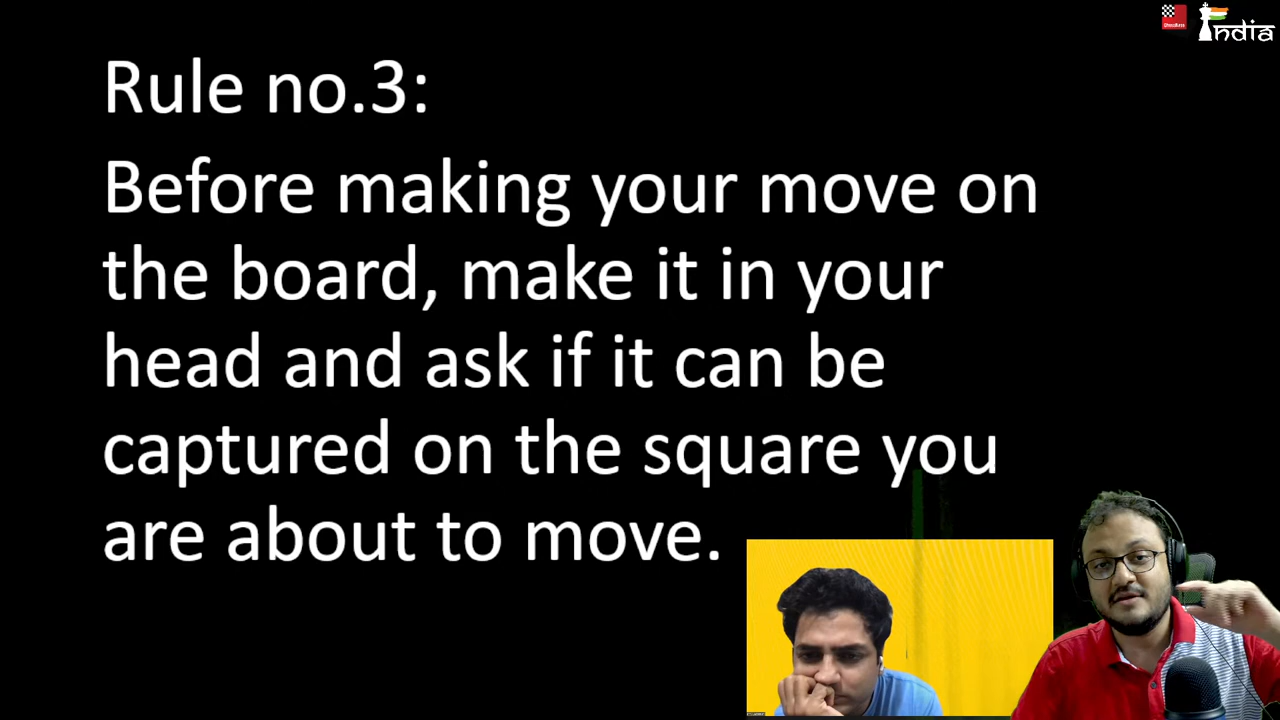 Rule no.3:
Before making your move on
the board, make it in your
head and ask if it can be
captured on the square you
are about to move.
ChessBase
India